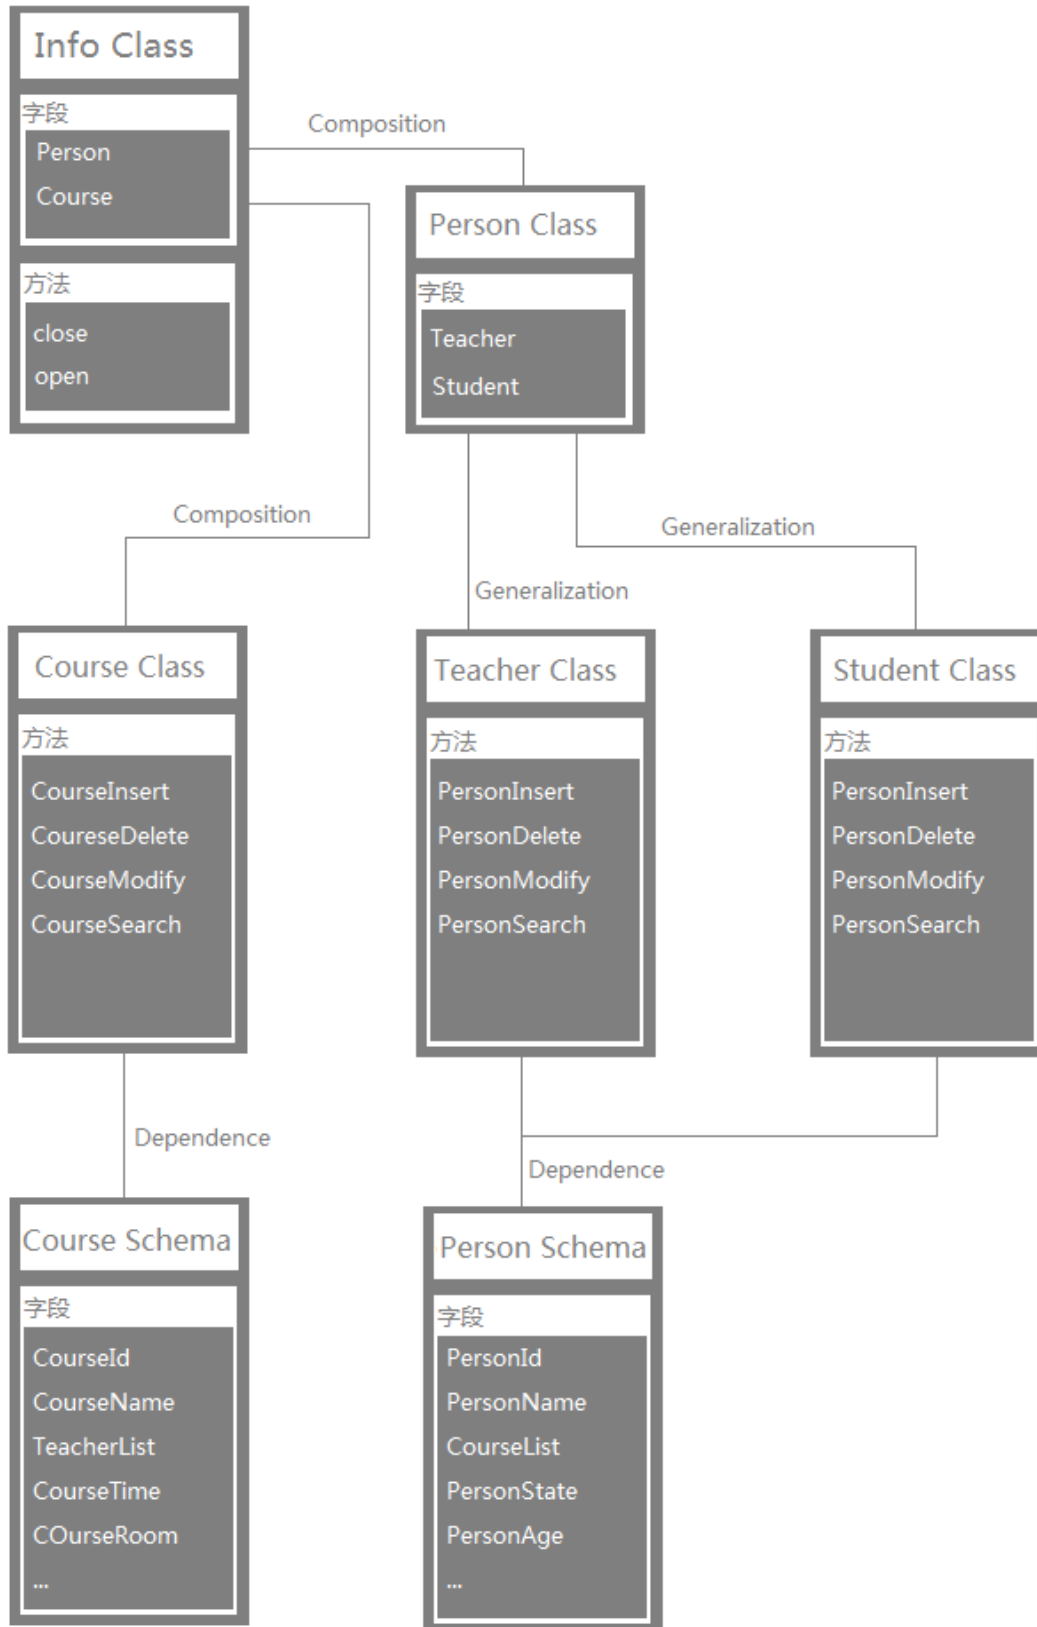 Info Class
字段
Person
Course
方法
close
open
Composition
Person Class
字段
Teacher
Student
Composition
Generalization
Generalization
Course Class
方法
CourseInsert
CoureseDelete
CourseModify
CourseSearch
Teacher Class
方法
PersonInsert
PersonDelete
PersonModify
PersonSearch
Student Class
方法
PersonInsert
PersonDelete
PersonModify
PersonSearch
Dependence
Dependence
Course Schema
字段
CourseId
CourseName
TeacherList
CourseTime
COurseRoom
...
Person Schema
字段
PersonId
PersonName
CourseList
PersonState
PersonAge
...